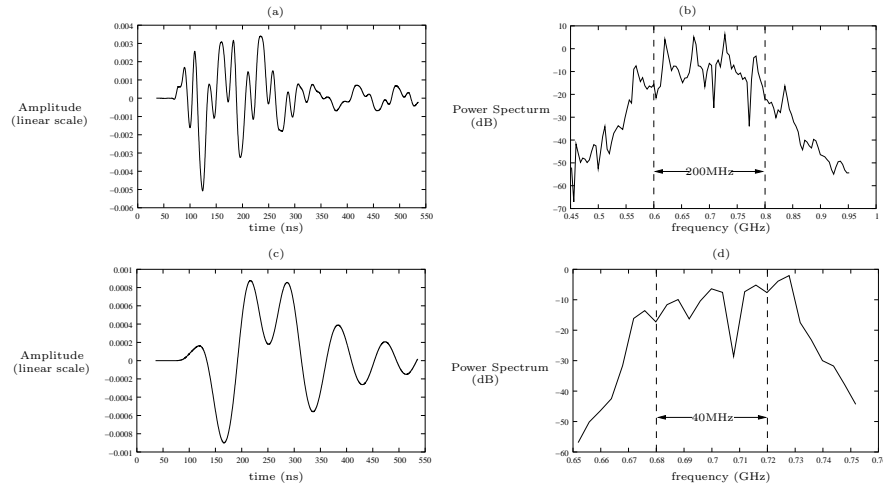 (a)
0.004
0.003
0.002
0.001
0
−0.001
−0.002
−0.003
−0.004
−0.005
−0.006
0 50 100 150 200 250 300 350 400 450 500 550
time (ns)
Amplitude
(linear scale)
(b)
10
0
−10
−20
−30
−40
−50
−60
−70
0.45 0.5 0.55 0.6 0.65 0.7 0.75 0.8 0.85 0.9 0.95 1
frequency (GHz)
Power Specturm
(dB)
200MHz
(c)
0.001
0.0008
0.0006
0.0004
0.0002
0
−0.0002
−0.0004
−0.0006
−0.0008
−0.001
0 50 100 150 200 250 300 350 400 450 500 550
time (ns)
Amplitude
(linear scale)
(d)
0
−10
−20
−30
−40
−50
−60
0.65 0.66 0.67 0.68 0.69 0.7 0.71 0.72 0.73 0.74 0.75 0.76
frequency (GHz)
Power Spectrum
(dB)
40MHz